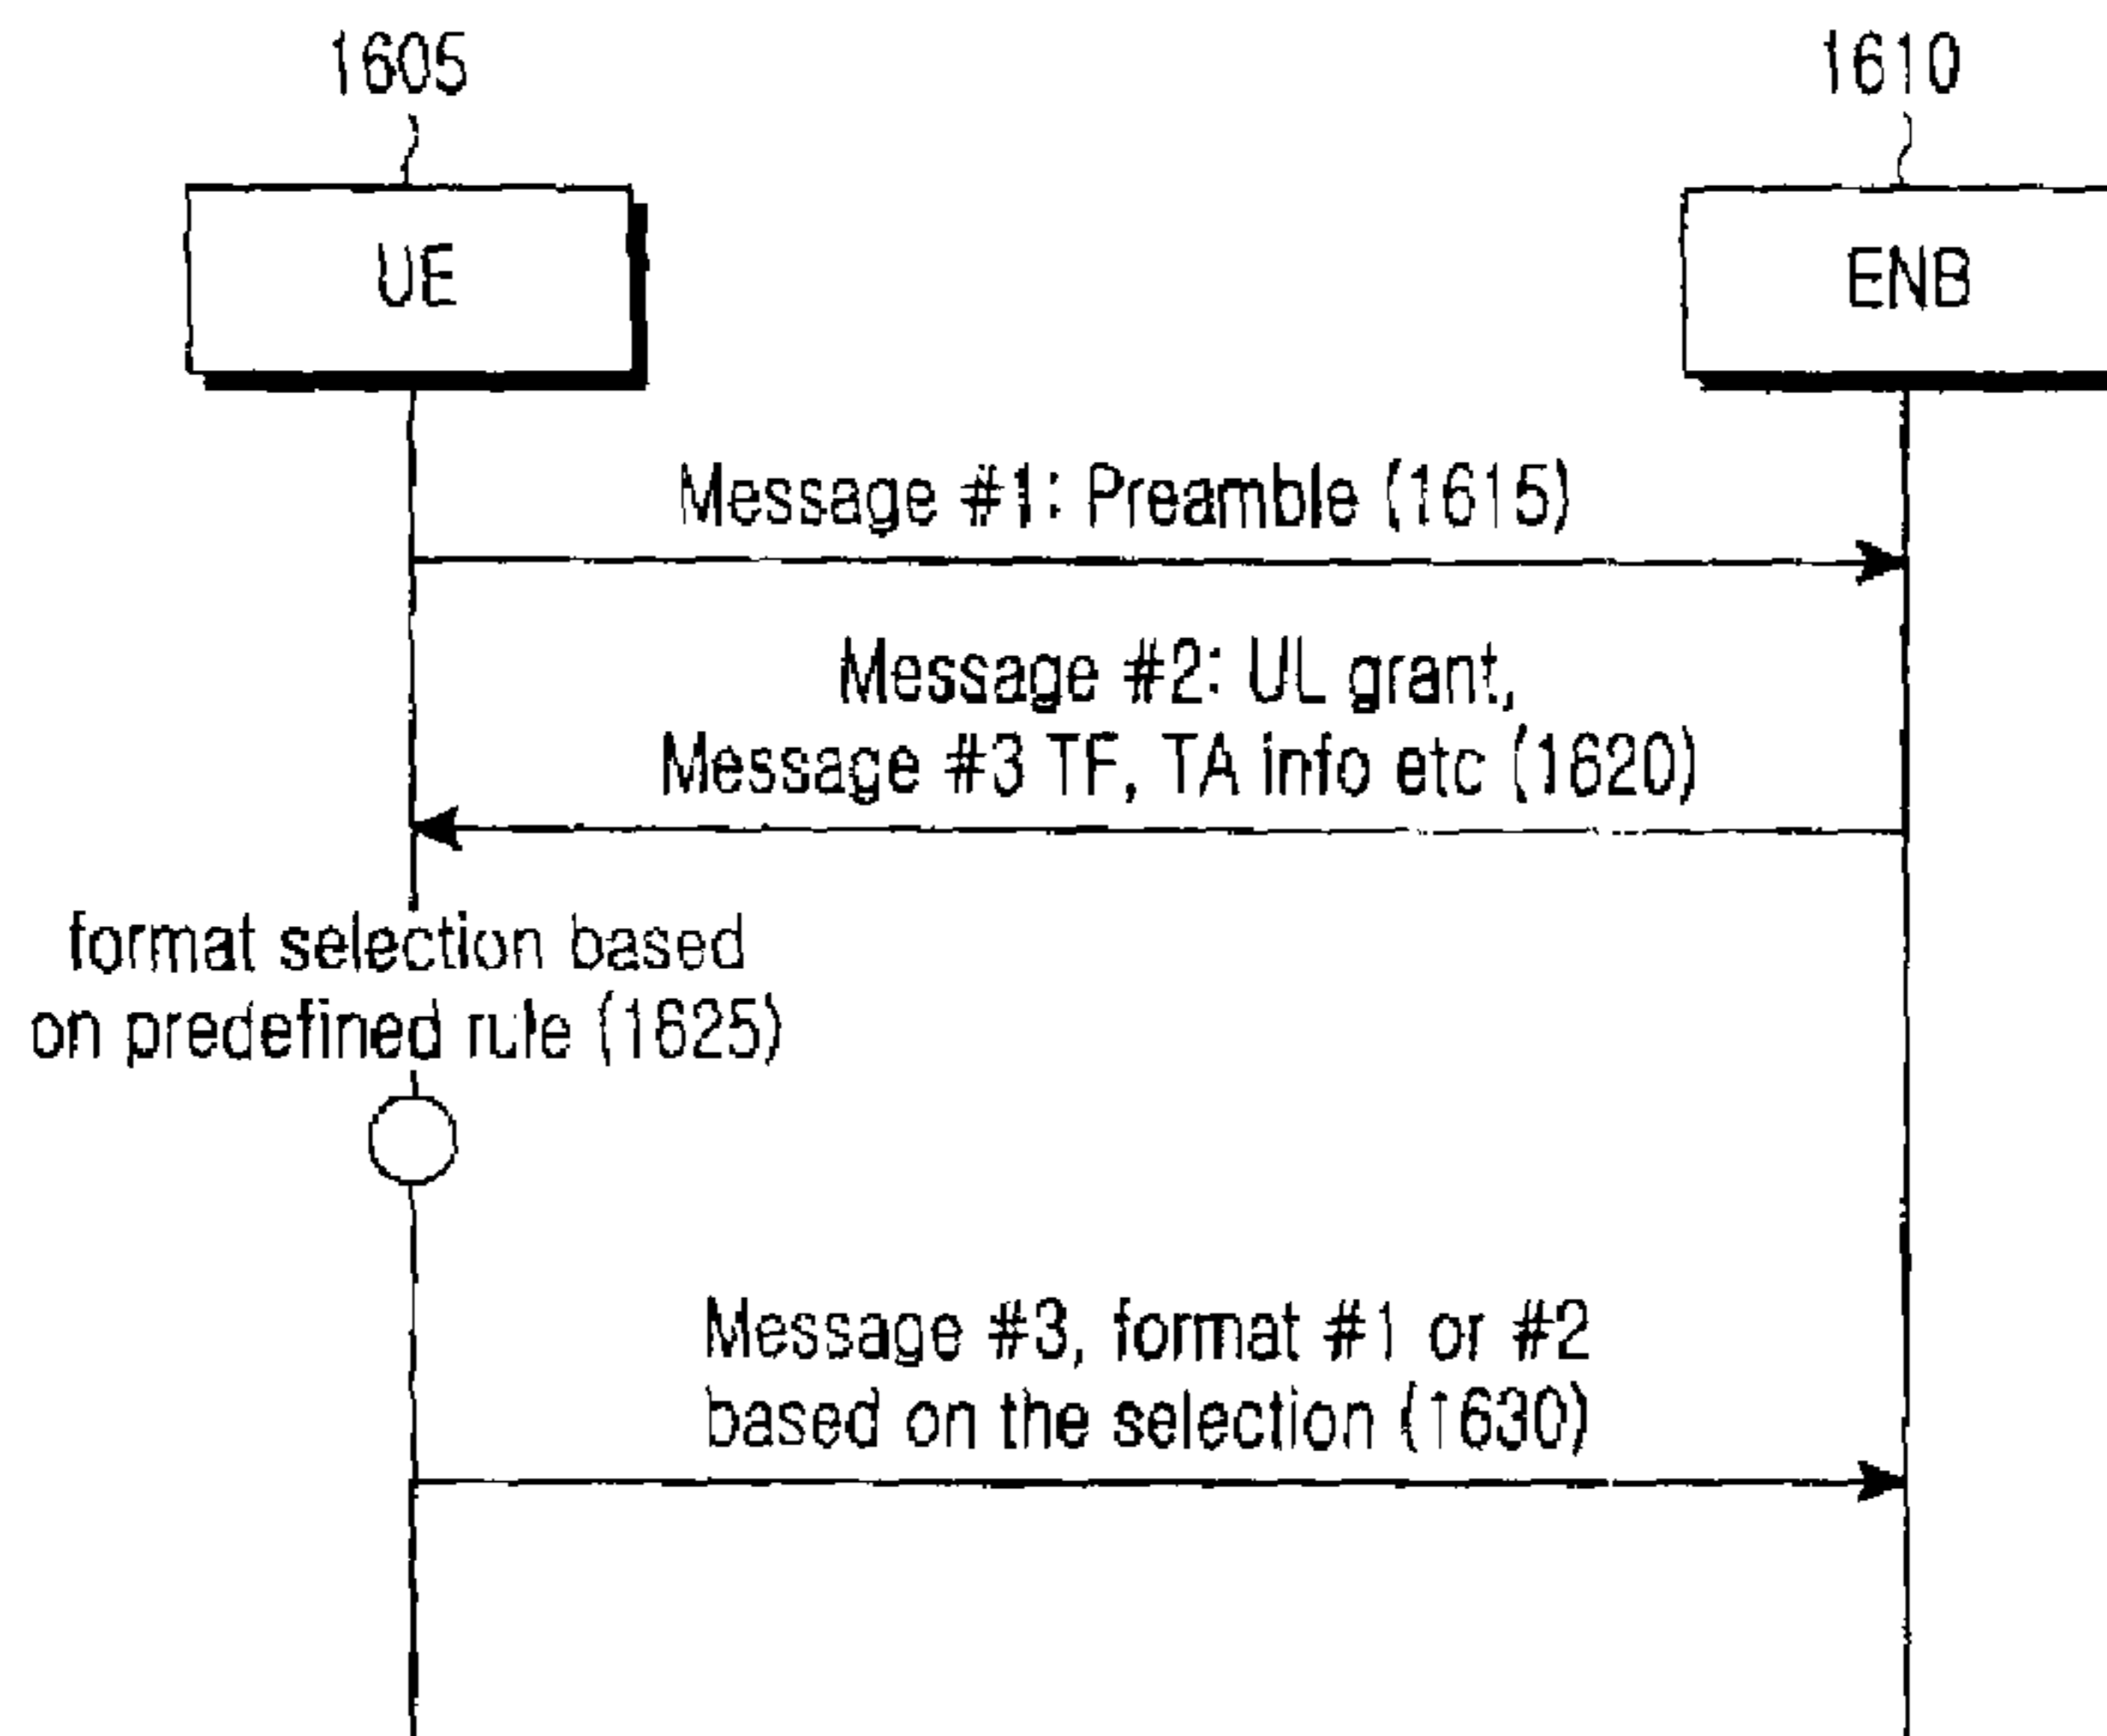 1605
1610
UE
ENB
Message #1: Preamble (1615)
Message #2: UL grant,
Message #3 TF, TA info etc (1620)
format selection based
on predefined rule (1625)
Message #3, format #1 or #2
based on the selection (1630)